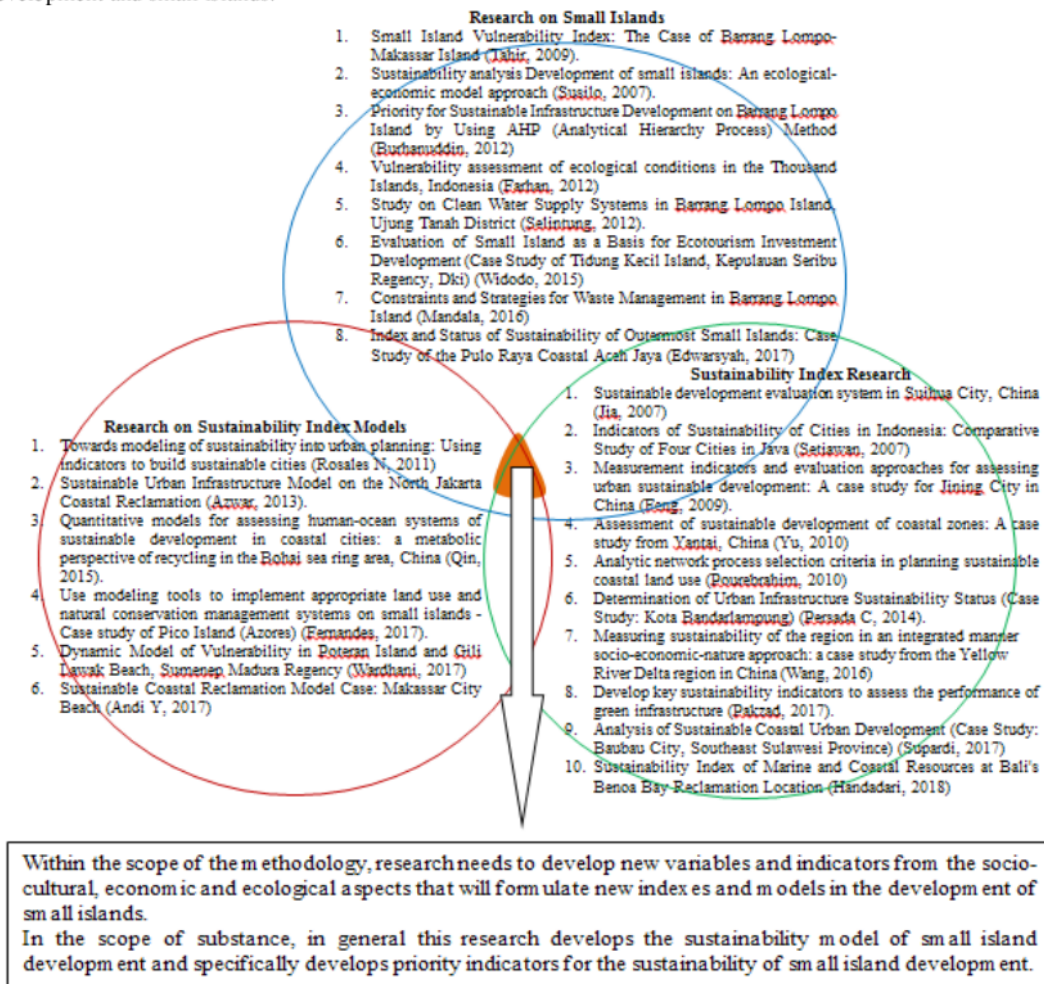 development and small islands.
Research on Small Islands
1. Small Island Vulnerability Index: The Case of Barrang Lompo-
Makassar Island (Tahir, 2009).
2. Sustainability analysis Development of small islands: An ecological-
economic model approach (Susilo, 2007).
3. Priority for Sustainable Infrastructure Development on Barrang Lompo
Island by Using AHP (Analytical Hierarchy Process) Method
(Burhanuddin, 2012)
4. Vulnerability assessment of ecological conditions in the Thousand
Islands, Indonesia (Farhan, 2012)
5. Study on Clean Water Supply Systems in Barrang Lompo Island,
Ujung Tanah District (Selintung, 2012).
6. Evaluation of Small Island as a Basis for Ecotourism Investment
Development (Case Study of Tidung Kecil Island, Kepulauan Seribu
Regency, Dki) (Widodo, 2015)
7. Constraints and Strategies for Waste Management in Barrang Lompo
Island (Mandala, 2016)
8. Index and Status of Sustainability of Outermost Small Islands: Case
Study of the Pulo Raya Coastal Aceh Jaya (Edwarsyah, 2017)
Research on Sustainability Index Models
1. Towards modeling of sustainability into urban planning: Using
indicators to build sustainable cities (Rosales N, 2011)
2. Sustainable Urban Infrastructure Model on the North Jakarta
Coastal Reclamation (Azwar, 2013).
3. Quantitative models for assessing human-ocean systems of
sustainable development in coastal cities: a metabolic
perspective of recycling in the Bohai sea ring area, China (Qin,
2015).
4. Use modeling tools to implement appropriate land use and
natural conservation management systems on small islands -
Case study of Pico Island (Azores) (Fernandes, 2017).
5. Dynamic Model of Vulnerability in Poteran Island and Gili
Lawak Beach, Sumenep Madura Regency (Wardhani, 2017)
6. Sustainable Coastal Reclamation Model Case: Makassar City
Beach (Andi Y, 2017)
Sustainability Index Research
1. Sustainable development evaluation system in Suihua City, China
(Jia, 2007)
2. Indicators of Sustainability of Cities in Indonesia: Comparative
Study of Four Cities in Java (Setiawan, 2007)
3. Measurement indicators and evaluation approaches for assessing
urban sustainable development: A case study for Jining City in
China (Feng, 2009).
4. Assessment of sustainable development of coastal zones: A case
study from Yantai, China (Yu, 2010)
5. Analytic network process selection criteria in planning sustainable
coastal land use (Pourebrahim, 2010)
6. Determination of Urban Infrastructure Sustainability Status (Case
Study: Kota Bandarlampung) (Persada C, 2014).
7. Measuring sustainability of the region in an integrated manner
socio-economic-nature approach: a case study from the Yellow
River Delta region in China (Wang, 2016)
8. Develop key sustainability indicators to assess the performance of
green infrastructure (Pakzad, 2017).
9. Analysis of Sustainable Coastal Urban Development (Case Study:
Baubau City, Southeast Sulawesi Province) (Supardi, 2017)
10. Sustainability Index of Marine and Coastal Resources at Bali's
Benoa Bay Reclamation Location (Handadari, 2018)
Within the scope of the methodology, research needs to develop new variables and indicators from the socio-
cultural, economic and ecological aspects that will formulate new indexes and models in the development of
small islands.
In the scope of substance, in general this research develops the sustainability model of small island
development and specifically develops priority indicators for the sustainability of small island development.